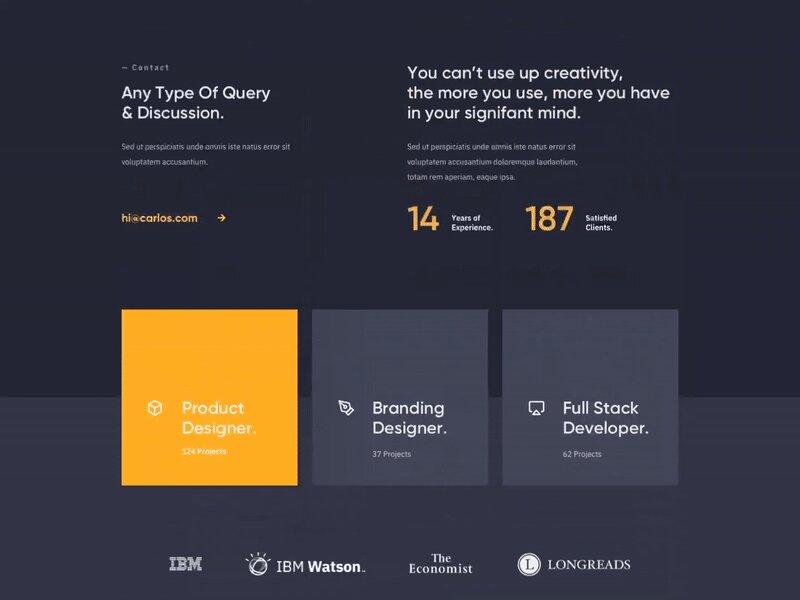 — Contact
Any Type Of Query
& Discussion.
Sed ut perspiciatis unde omnis iste natus error sit
voluptatem accusantium.
hi@carlos.com
You can't use up creativity,
the more you use, more you have
in your signifant mind.
Sed ut perspiciatis unde omnis iste natus error sit
voluptatem accusantium doloremque laudantium,
totam rem aperiam, eaque ipsa.
14 Years of
Experience.
187 Satisfied
Clients.
Product
Designer.
124 Projects
Branding
Designer.
37 Projects
Full Stack
Developer.
62 Projects
IBM
IBM Watson
The
Economist
L LONGREADS